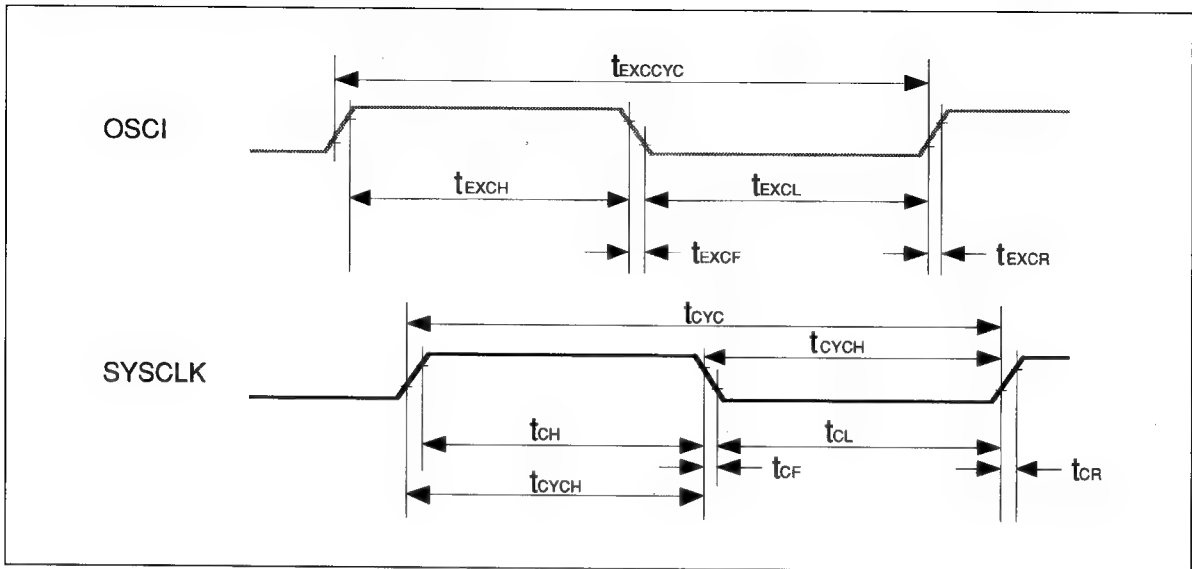 tEXCCYC
OSCI
tEXCH
tEXCL
tEXCF
tEXCR
tCYC
tCYCH
SYSCLK
tCH
tCL
tCF
tCR
tCYCH